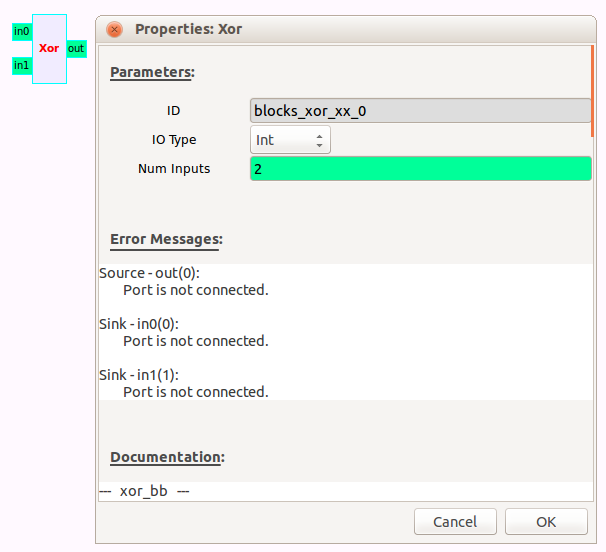 in0
Xor
out
in1
Properties: Xor
Parameters:
ID
blocks_xor_xx_0
IO Type
Int
Num Inputs
2
Error Messages:
Source - out(0):
Port is not connected.
Sink - in0(0):
Port is not connected.
Sink - in1(1):
Port is not connected.
Documentation:
--- xor_bb ---
Cancel
OK